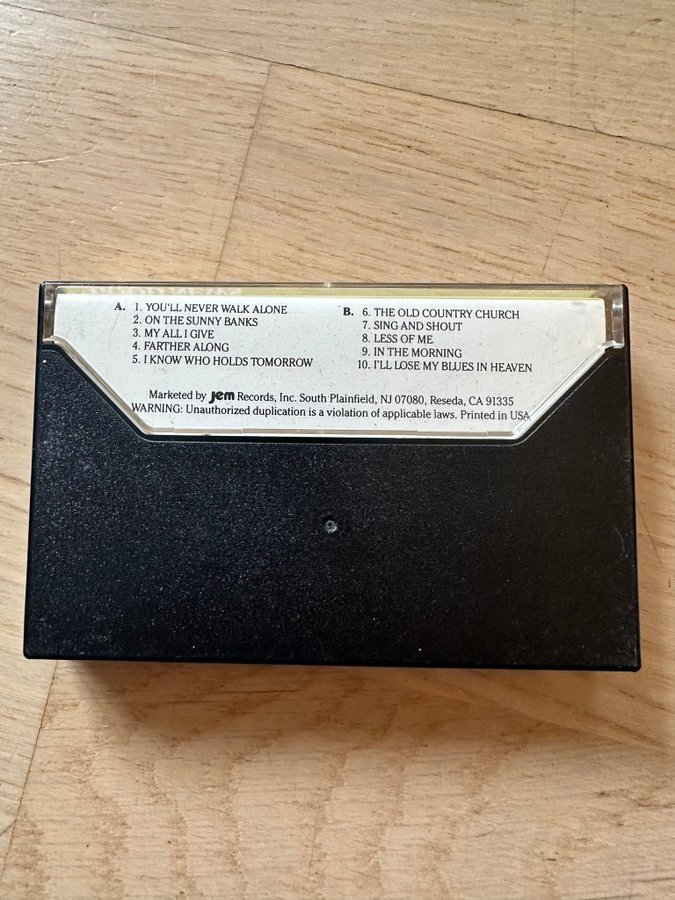 A. 1. YOU'LL NEVER WALK ALONE
2. ON THE SUNNY BANKS
3. MY ALL I GIVE
4. FARTHER ALONG
5. I KNOW WHO HOLDS TOMORROW
B. 6. THE OLD COUNTRY CHURCH
7. SING AND SHOUT
8. LESS OF ME
9. IN THE MORNING
10. I'LL LOSE MY BLUES IN HEAVEN
Marketed by jem Records, Inc. South Plainfield, NJ 07080, Reseda, CA 91335
WARNING: Unauthorized duplication is a violation of applicable laws. Printed in USA